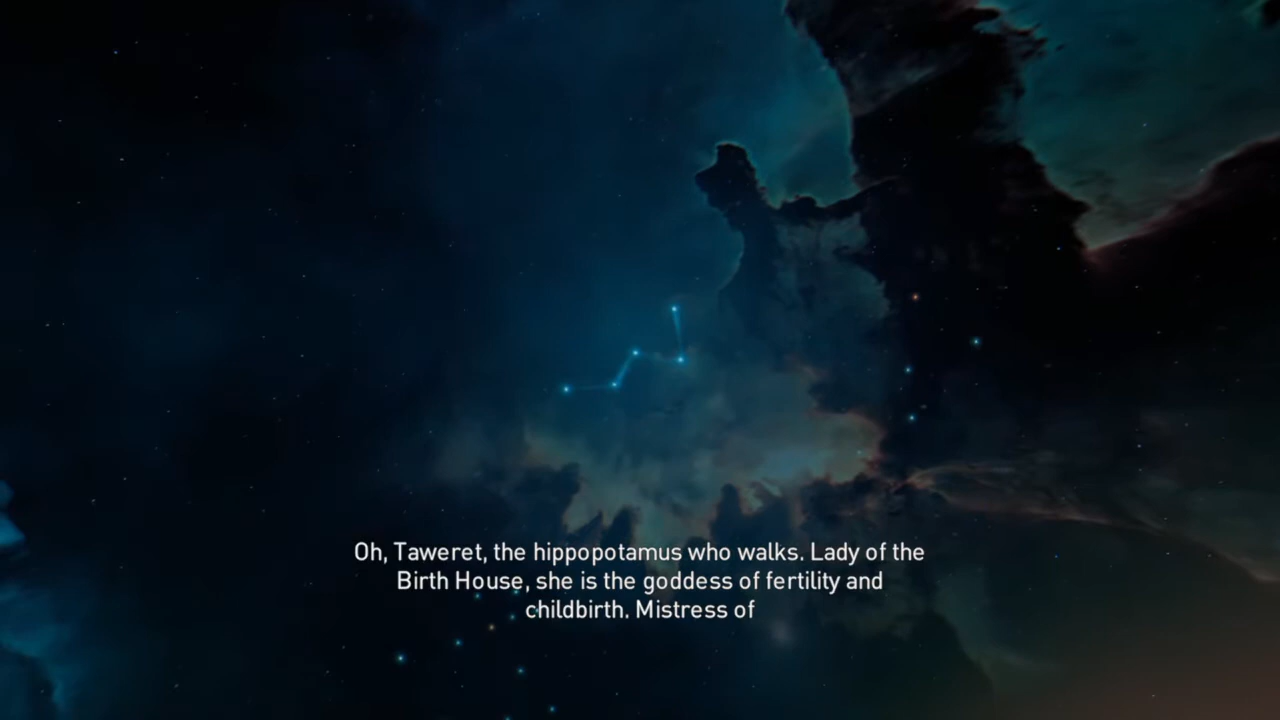 Oh, Taweret, the hippopotamus who walks. Lady of the
Birth House, she is the goddess of fertility and
childbirth. Mistress of